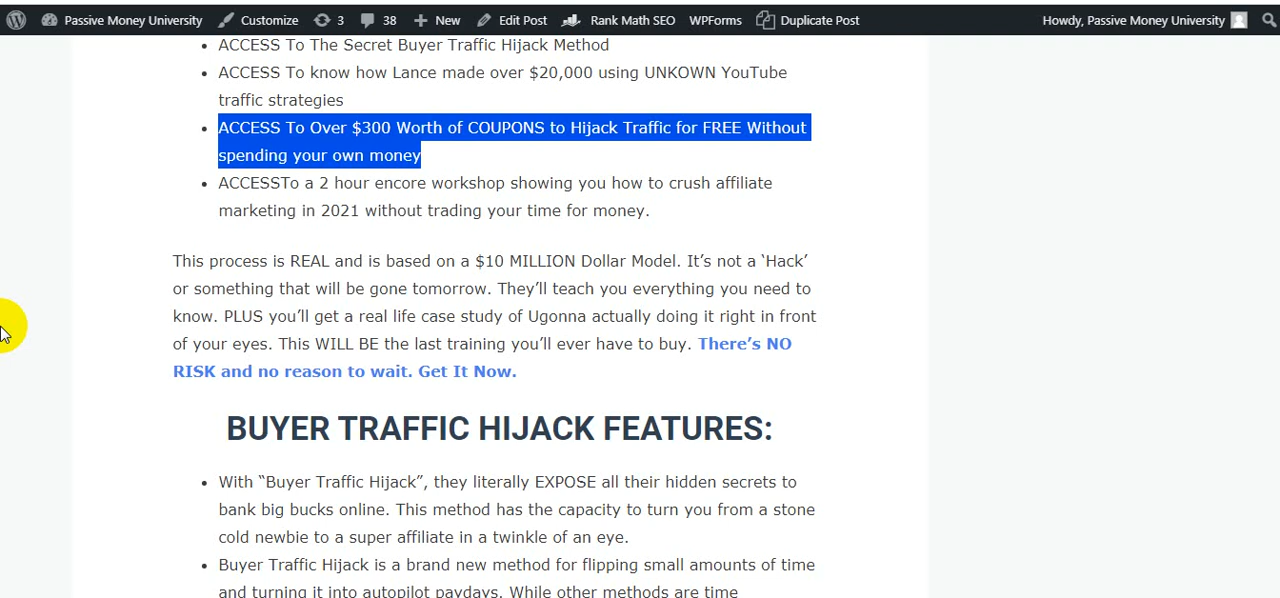 Passive Money University Customize 3 38 New Edit Post Rank Math SEO WPForms Duplicate Post Howdy, Passive Money University
• ACCESS To The Secret Buyer Traffic Hijack Method
• ACCESS To know how Lance made over $20,000 using UNKOWN YouTube
traffic strategies
• ACCESS To Over $300 Worth of COUPONS to Hijack Traffic for FREE Without
spending your own money
• ACCESSTo a 2 hour encore workshop showing you how to crush affiliate
marketing in 2021 without trading your time for money.
This process is REAL and is based on a $10 MILLION Dollar Model. It’s not a ‘Hack’
or something that will be gone tomorrow. They’ll teach you everything you need to
know. PLUS you’ll get a real life case study of Ugonna actually doing it right in front
of your eyes. This WILL BE the last training you’ll ever have to buy. There’s NO
RISK and no reason to wait. Get It Now.
BUYER TRAFFIC HIJACK FEATURES:
• With “Buyer Traffic Hijack”, they literally EXPOSE all their hidden secrets to
bank big bucks online. This method has the capacity to turn you from a stone
cold newbie to a super affiliate in a twinkle of an eye.
• Buyer Traffic Hijack is a brand new method for flipping small amounts of time
and turning it into autopilot paydays. While other methods are time